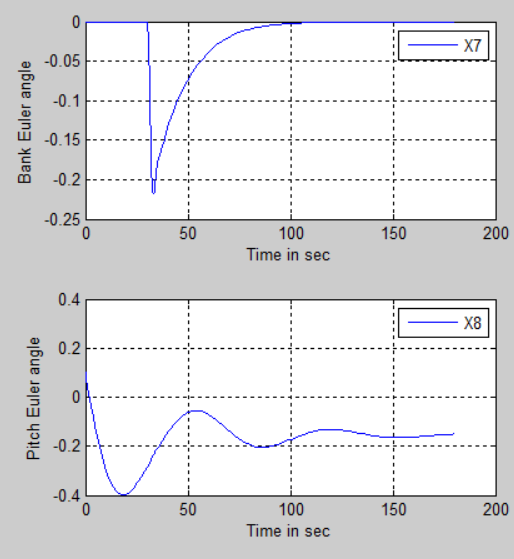 0
-0.05
-0.1
-0.15
-0.2
-0.25
Bank Euler angle
X7
0 50 100 150 200
Time in sec
0.4
0.2
0
-0.2
-0.4
Pitch Euler angle
X8
0 50 100 150 200
Time in sec